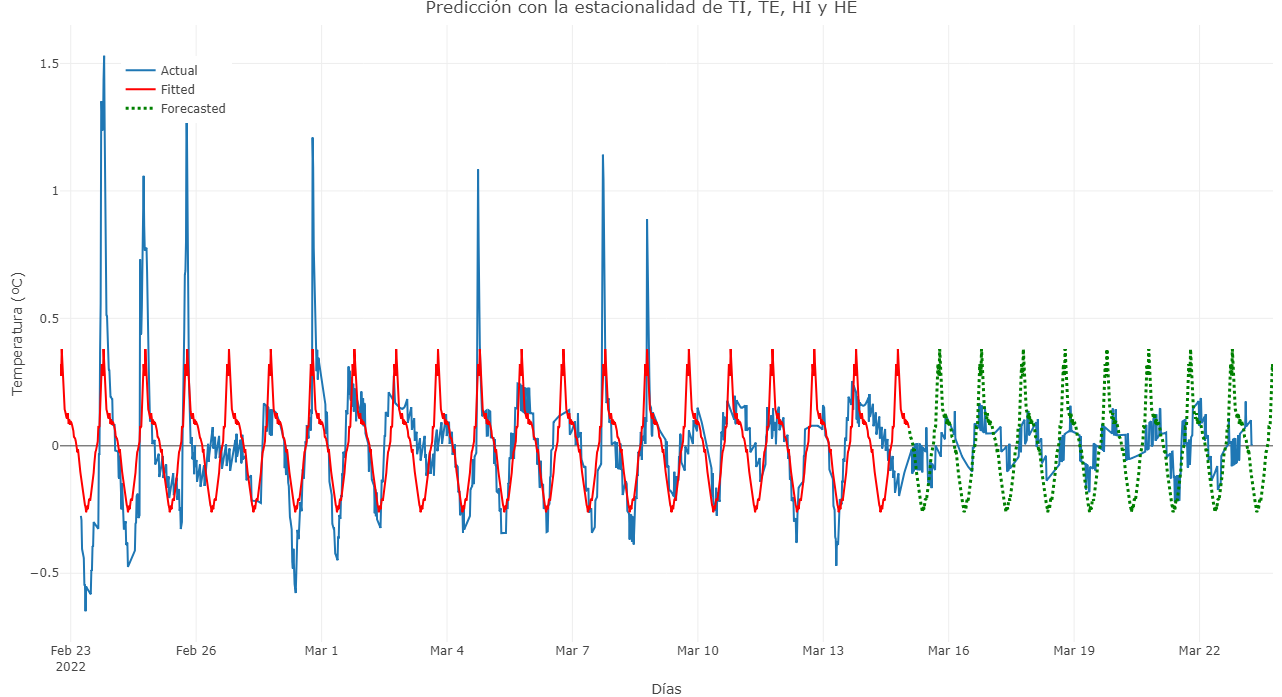 Predicción con la estacionalidad de TI, TE, HI y HE
Actual
Fitted
Forecasted
1.5
1
0.5
0
−0.5
Temperatura (ºC)
Feb 23
2022
Feb 26
Mar 1
Mar 4
Mar 7
Mar 10
Mar 13
Mar 16
Mar 19
Mar 22
Días